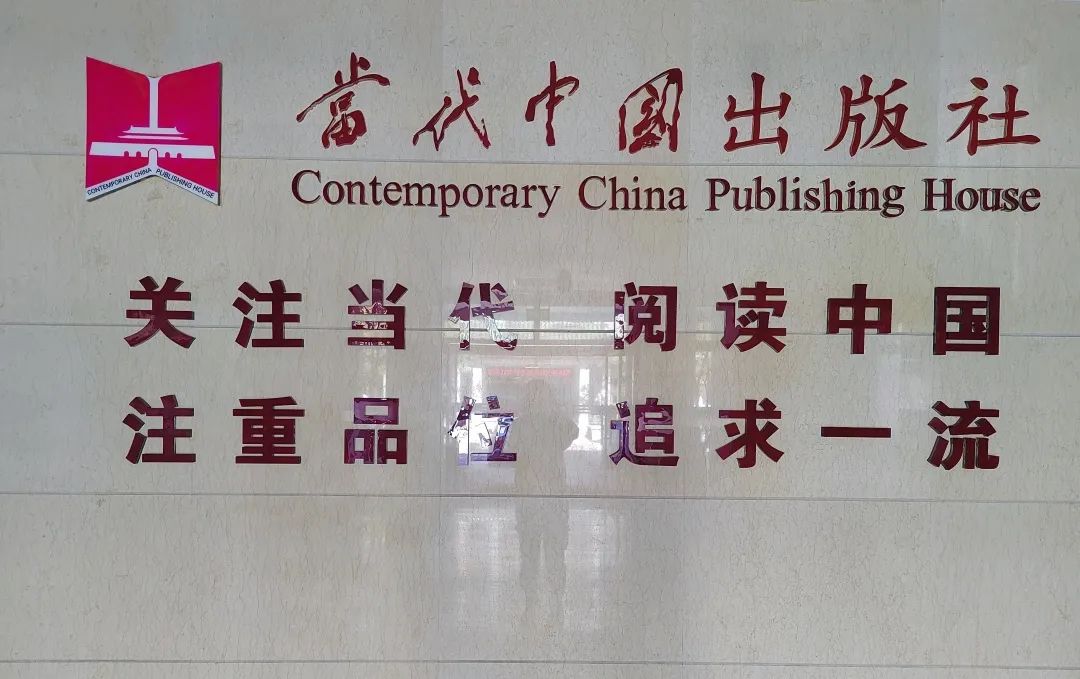 當代中國出版社
Contemporary China Publishing House
CONTEMPORARY CHINA PUBLISHING HOUSE
关注当代 阅读中国
注重品位 追求一流